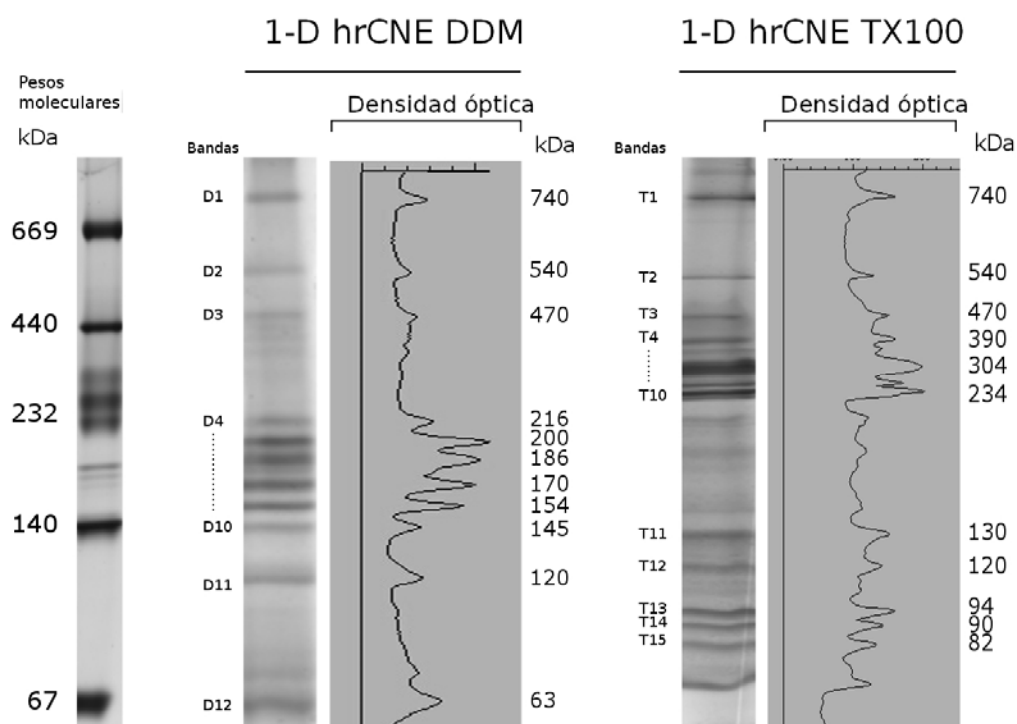 1-D hrCNE DDM
1-D hrCNE TX100
Pesos
moleculares
kDa
669
440
232
140
67
Densidad óptica
Bandas
kDa
D1
D2
D3
D4
D10
D11
D12
740
540
470
216
200
186
170
154
145
120
63
Densidad óptica
Bandas
kDa
T1
T2
T3
T4
T10
T11
T12
T13
T14
T15
740
540
470
390
304
234
130
120
94
90
82